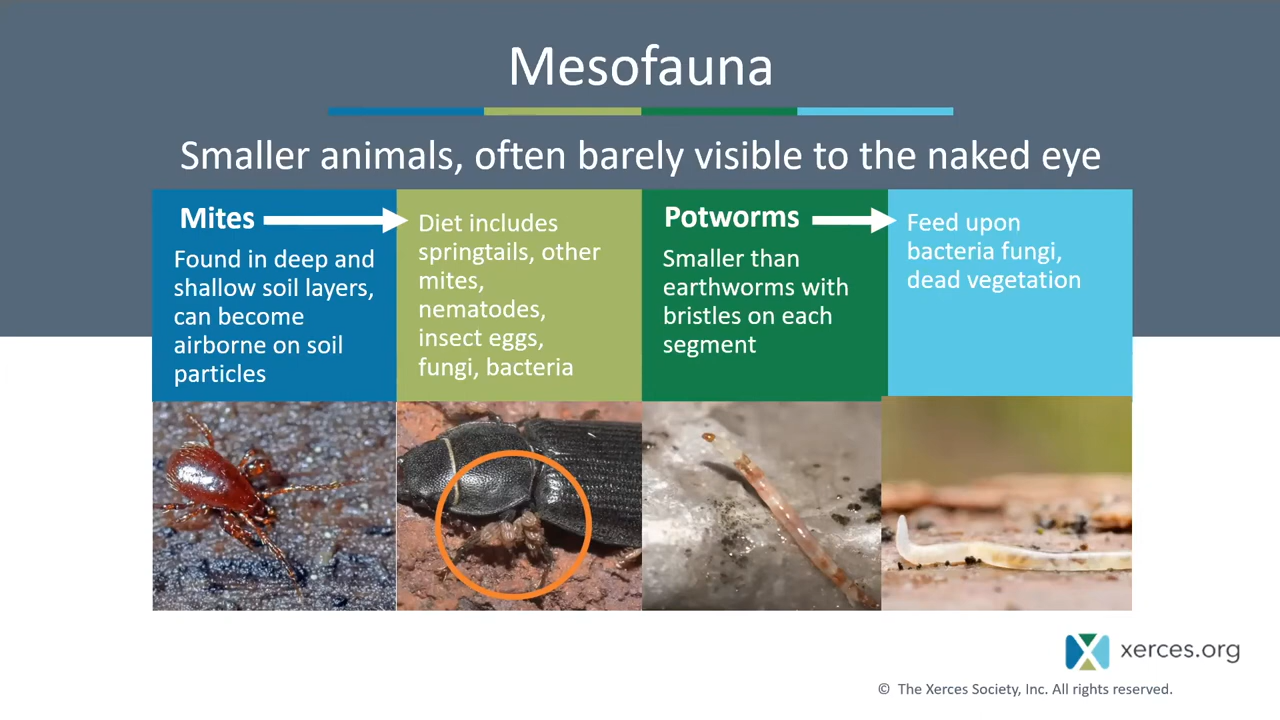 Mesofauna
Smaller animals, often barely visible to the naked eye
Mites
Found in deep and
shallow soil layers,
can become
airborne on soil
particles
Diet includes
springtails, other
mites,
nematodes,
insect eggs,
fungi, bacteria
Potworms
Smaller than
earthworms with
bristles on each
segment
Feed upon
bacteria fungi,
dead vegetation
xerces.org
© The Xerces Society, Inc. All rights reserved.